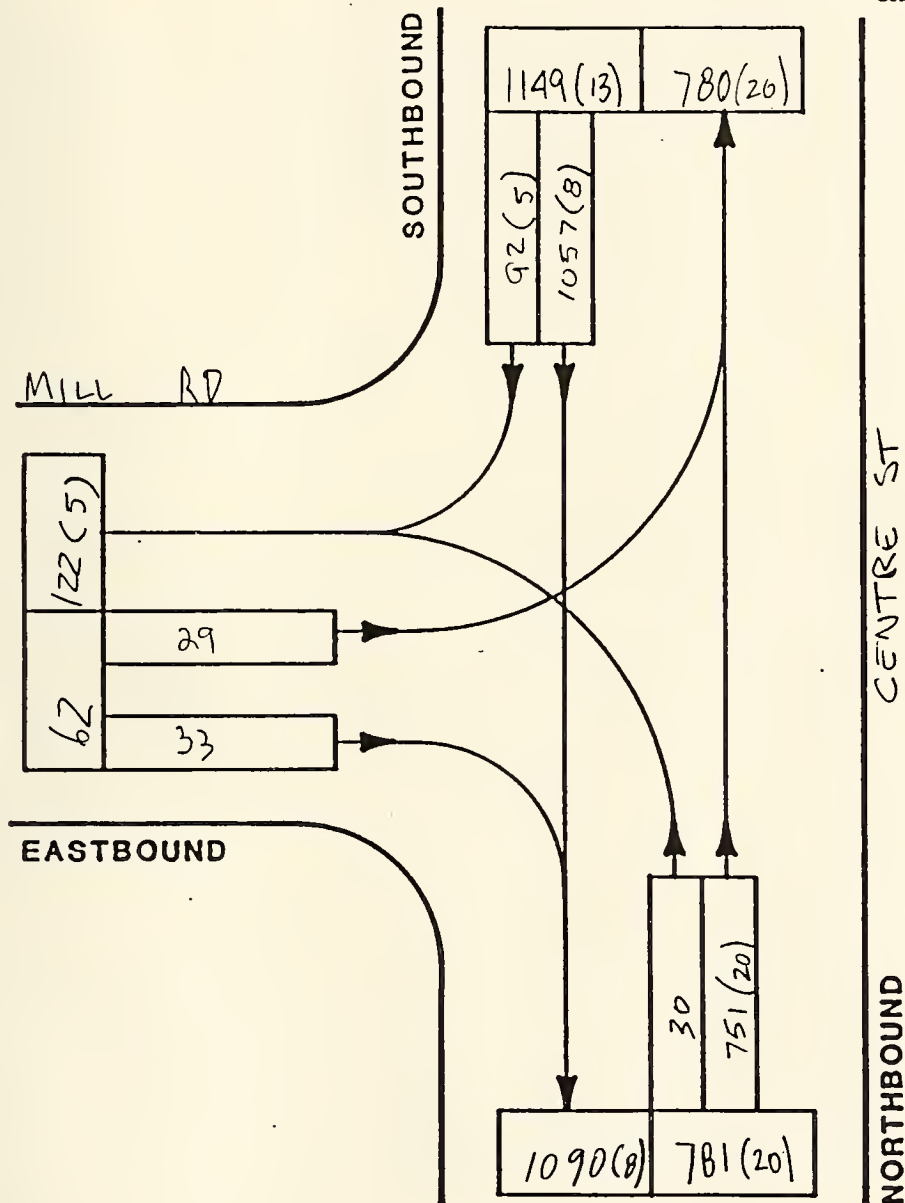 SOUTHBOUND
1149 (13)
780 (20)
92 (5)
1057 (8)
MILL RD
122 (5)
29
62
33
EASTBOUND
CENTRE ST
30
751 (20)
1090 (8)
781 (20)
NORTHBOUND